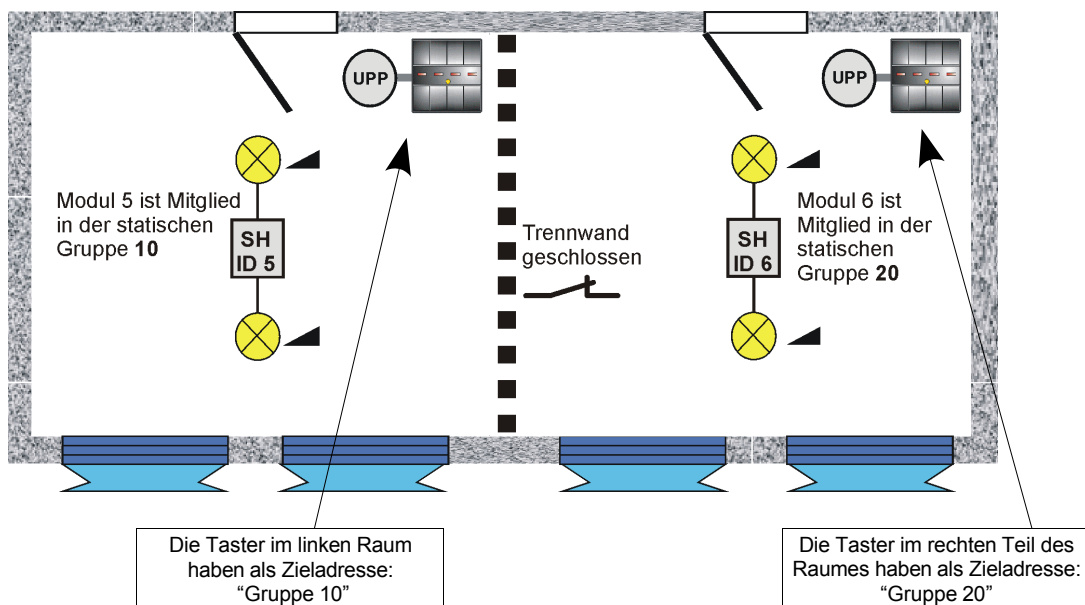 UPP
UPP
Modul 5 ist Mitglied
in der statischen
Gruppe 10
SH
ID 5
Trennwand
geschlossen
SH
ID 6
Modul 6 ist
Mitglied in der
statischen
Gruppe 20
Die Taster im linken Raum
haben als Zieladresse:
“Gruppe 10”
Die Taster im rechten Teil des
Raumes haben als Zieladresse:
“Gruppe 20”